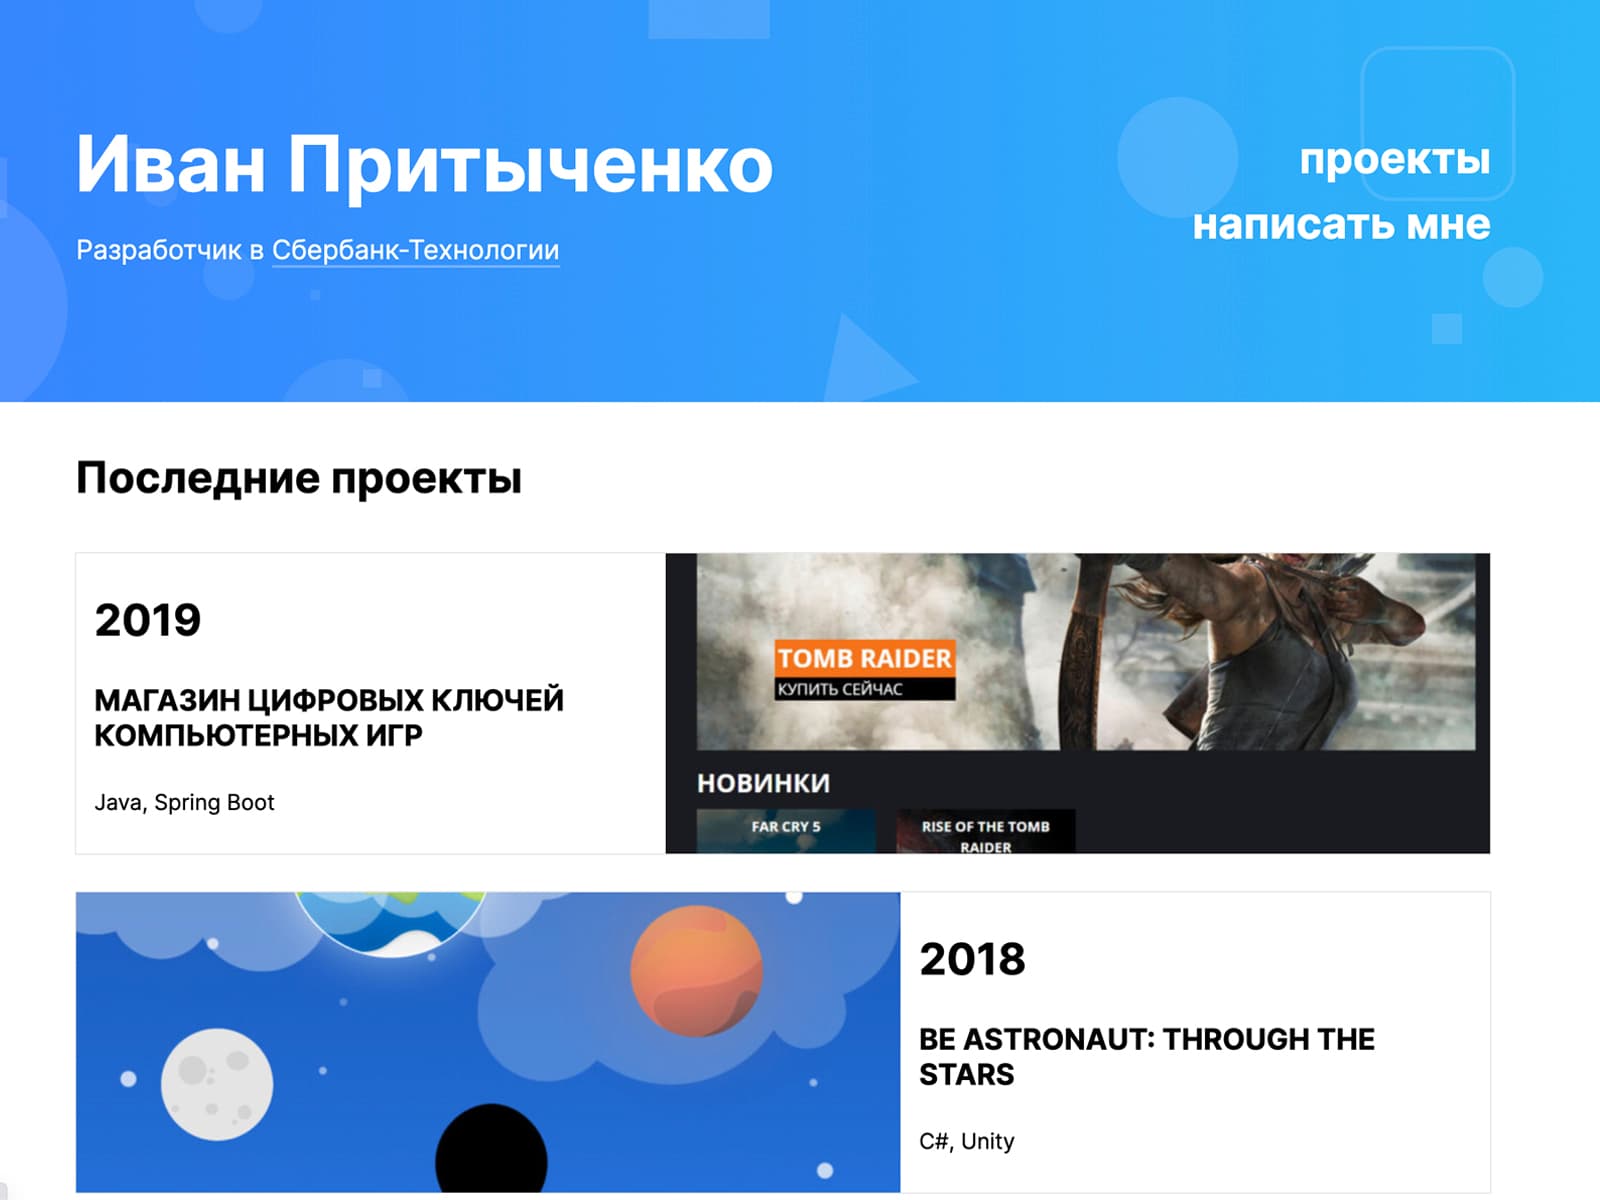 Иван Притыченко
Разработчик в Сбербанк-Технологии
проекты
написать мне
Последние проекты
2019
МАГАЗИН ЦИФРОВЫХ КЛЮЧЕЙ
КОМПЬЮТЕРНЫХ ИГР
Java, Spring Boot
TOMB RAIDER
КУПИТЬ СЕЙЧАС
НОВИНКИ
FAR CRY 5
RISE OF THE TOMB
RAIDER
2018
BE ASTRONAUT: THROUGH THE
STARS
C#, Unity